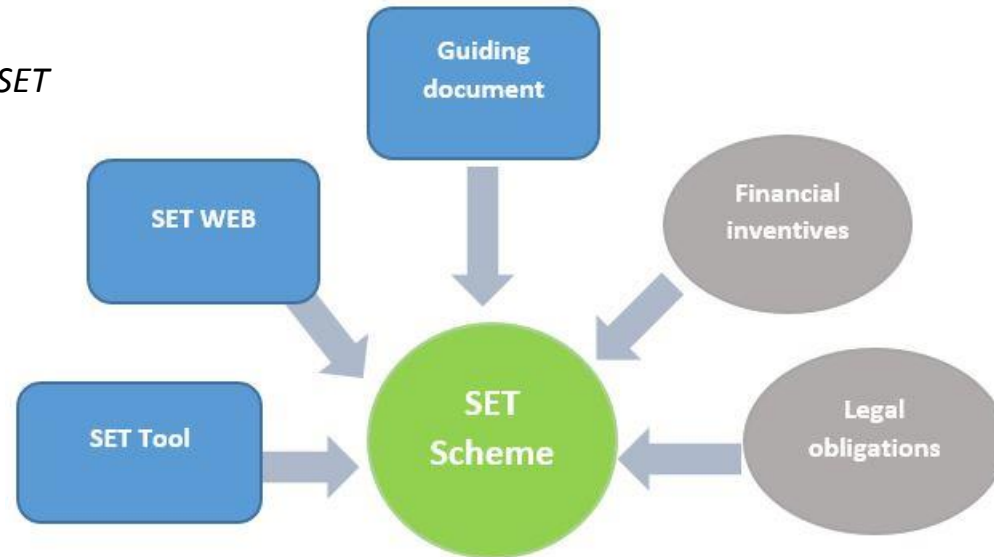 SET
Guiding
document
SET WEB
Financial
inventives
SET Tool
SET
Scheme
Legal
obligations